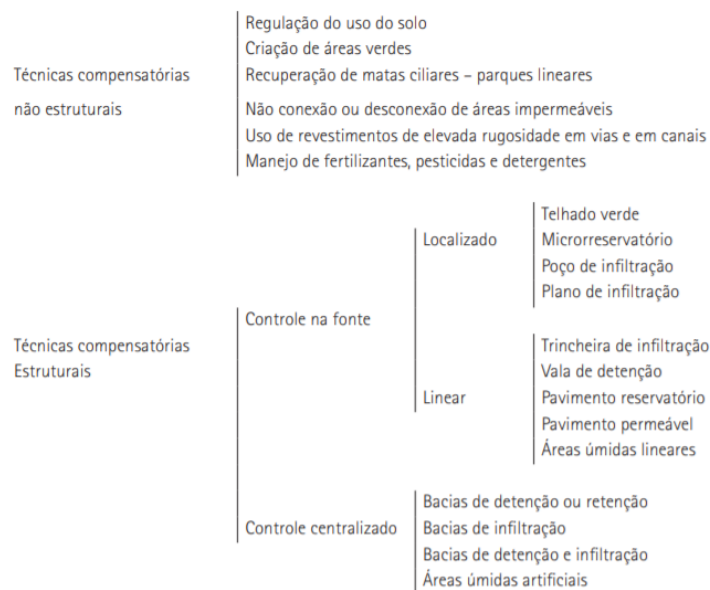 Regulação do uso do solo
Criação de áreas verdes
Técnicas compensatórias
não estruturais
Recuperação de matas ciliares – parques lineares
Não conexão ou desconexão de áreas impermeáveis
Uso de revestimentos de elevada rugosidade em vias e em canais
Manejo de fertilizantes, pesticidas e detergentes
Técnicas compensatórias
Estruturais
Controle na fonte
Localizado
Telhado verde
Microrreservatório
Poço de infiltração
Plano de infiltração
Linear
Trincheira de infiltração
Vala de detenção
Pavimento reservatório
Pavimento permeável
Áreas úmidas lineares
Controle centralizado
Bacias de detenção ou retenção
Bacias de infiltração
Bacias de detenção e infiltração
Áreas úmidas artificiais